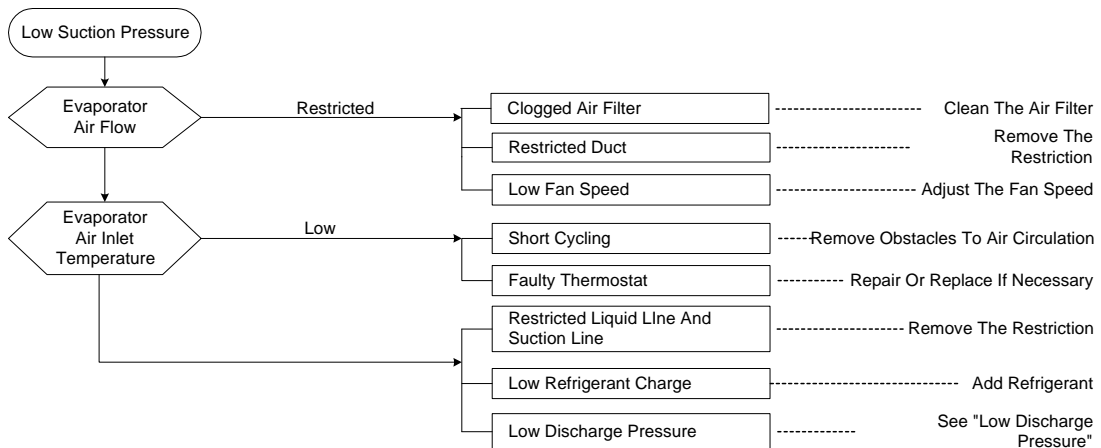 Low Suction Pressure
Evaporator
Air Flow
Restricted
Clogged Air Filter
Clean The Air Filter
Restricted Duct
Remove The
Restriction
Low Fan Speed
Adjust The Fan Speed
Evaporator
Air Inlet
Temperature
Low
Short Cycling
Remove Obstacles To Air Circulation
Faulty Thermostat
Repair Or Replace If Necessary
Restricted Liquid LIne And
Suction Line
Remove The Restriction
Low Refrigerant Charge
Add Refrigerant
Low Discharge Pressure
See "Low Discharge
Pressure"